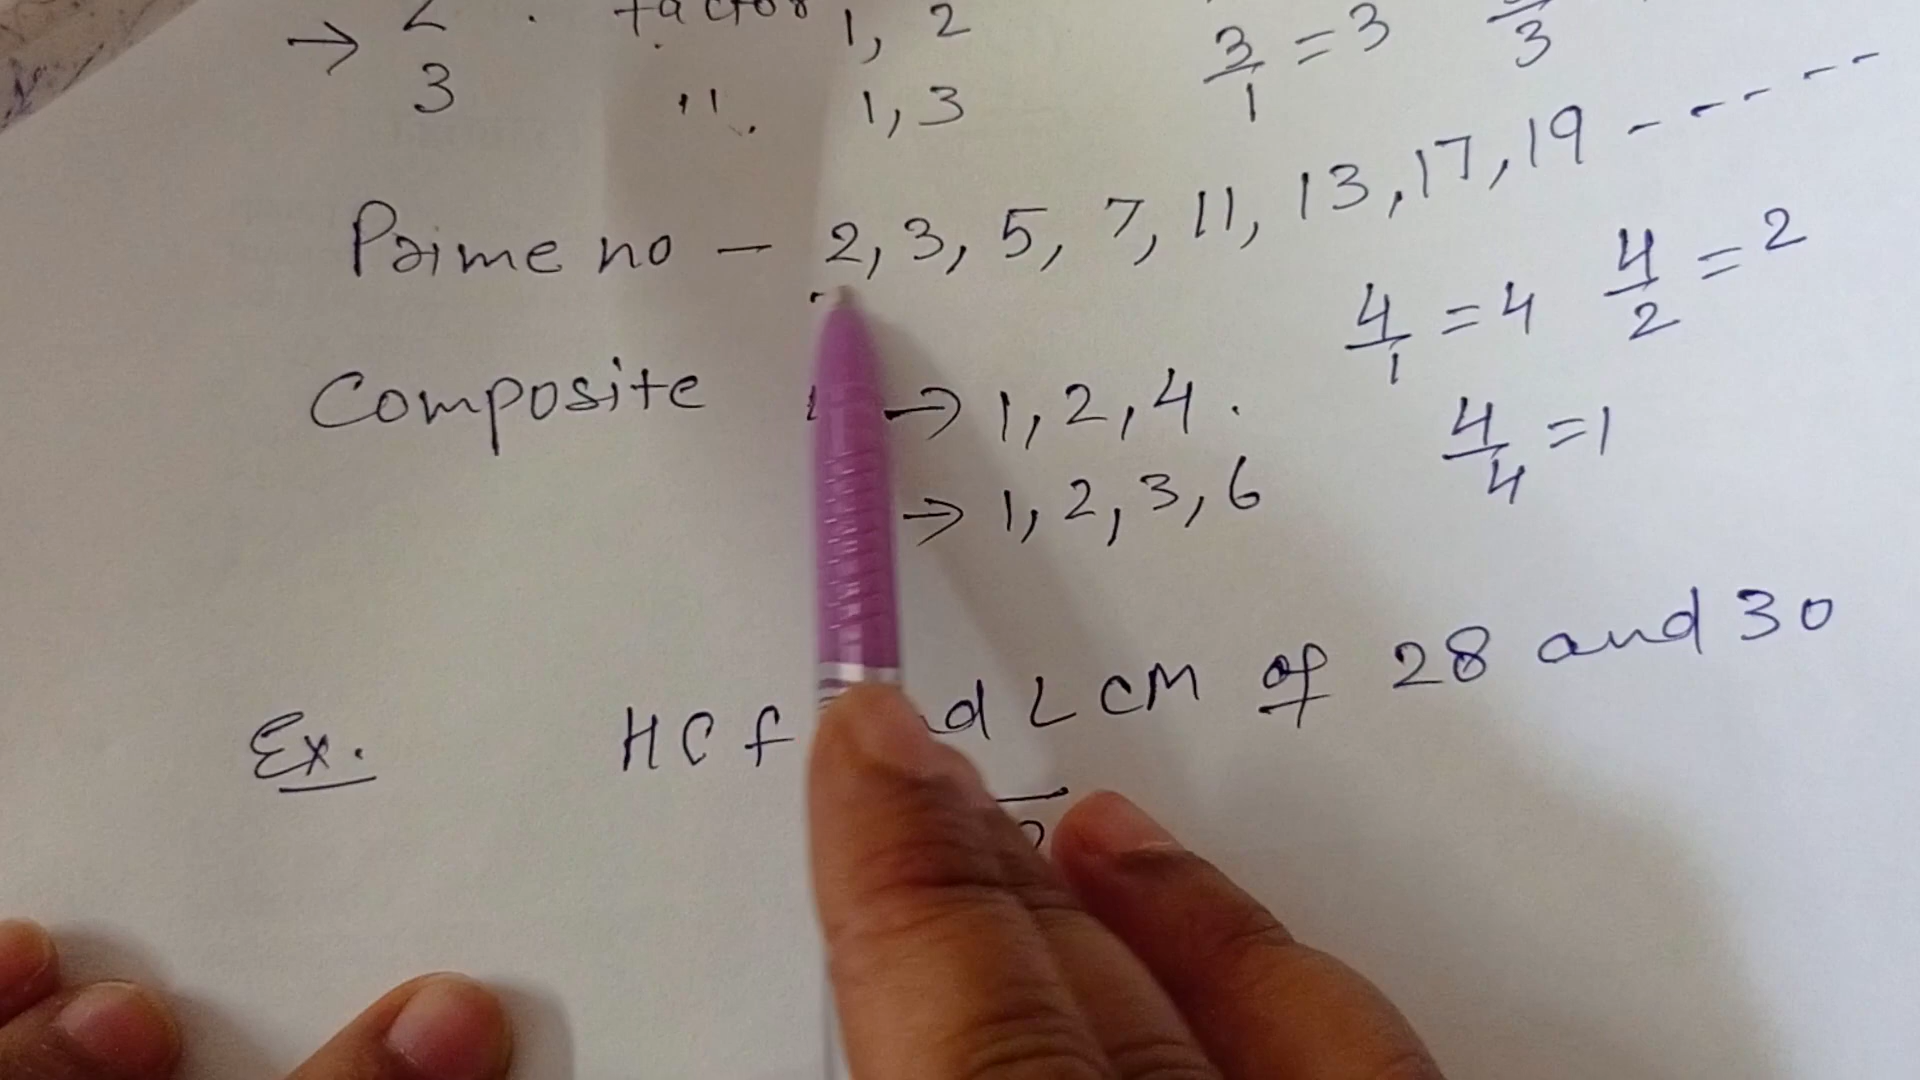 → 2 . factor 1, 2
3 " 1, 3
3/1 = 3
3
Prime no – 2, 3, 5, 7, 11, 13, 17, 19 - - - - -
Composite → 1, 2, 4 .
→ 1, 2, 3, 6
4/1 = 4 4/2 = 2
4/4 = 1
Ex. HCF LCM of 28 and 30